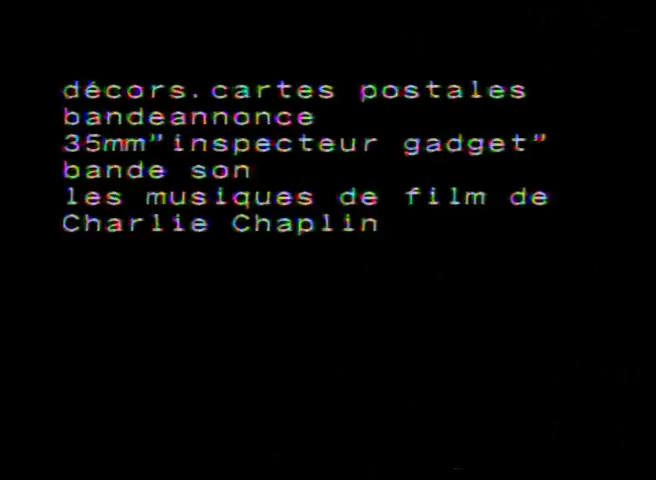 décors.cartes postales
bandeannonce
35mm"inspecteur gadget"
bande son
les musiques de film de
Charlie Chaplin